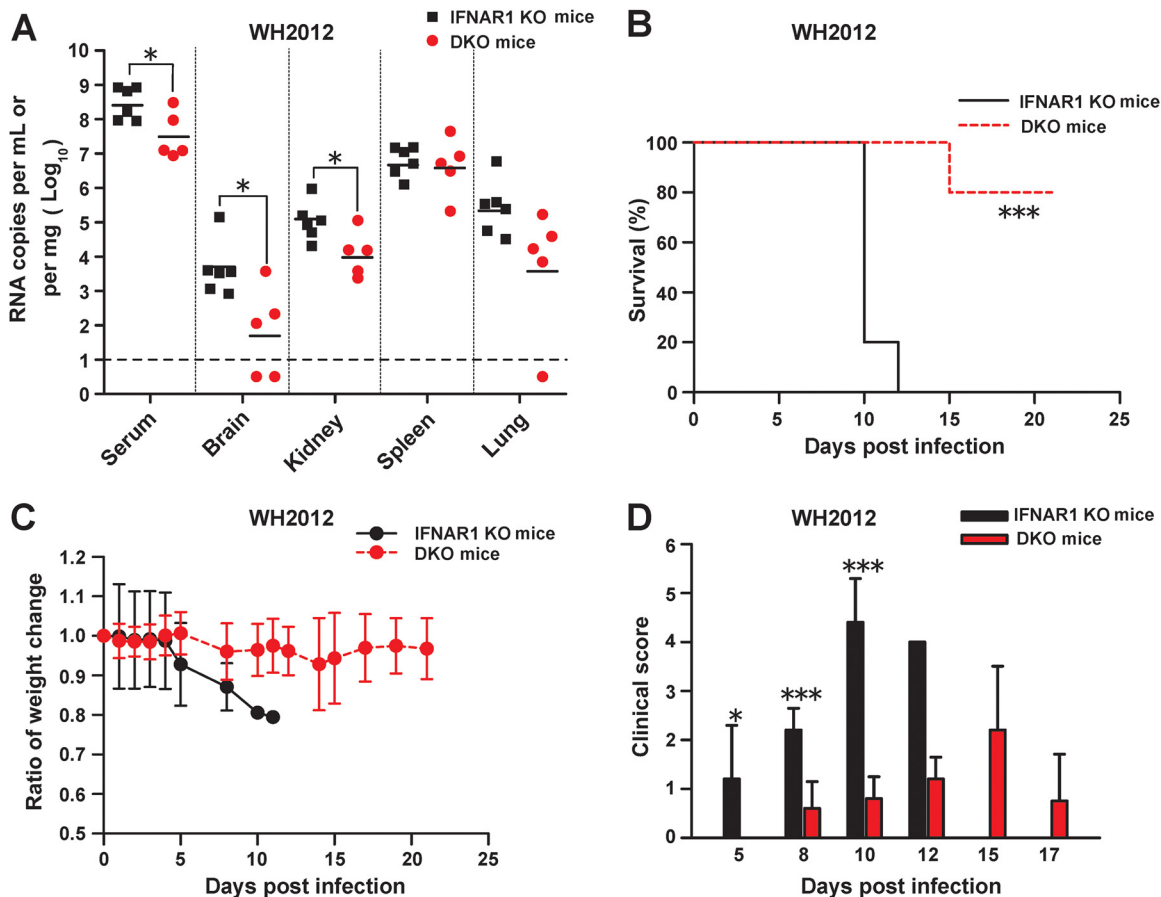 A
WH2012
IFNAR1 KO mice
DKO mice
RNA copies per mL or
per mg ( Log10)
10
9
8
7
6
5
4
3
2
1
0
*
*
*
Serum
Brain
Kidney
Spleen
Lung
B
WH2012
IFNAR1 KO mice
DKO mice
Survival (%)
100
80
60
40
20
0
***
0
5
10
15
20
25
Days post infection
C
WH2012
IFNAR1 KO mice
DKO mice
Ratio of weight change
1.2
1.1
1.0
0.9
0.8
0.7
0.6
0.5
0
5
10
15
20
25
Days post infection
D
WH2012
IFNAR1 KO mice
DKO mice
Clinical score
6
5
4
3
2
1
0
*
***
***
5
8
10
12
15
17
Days post infection